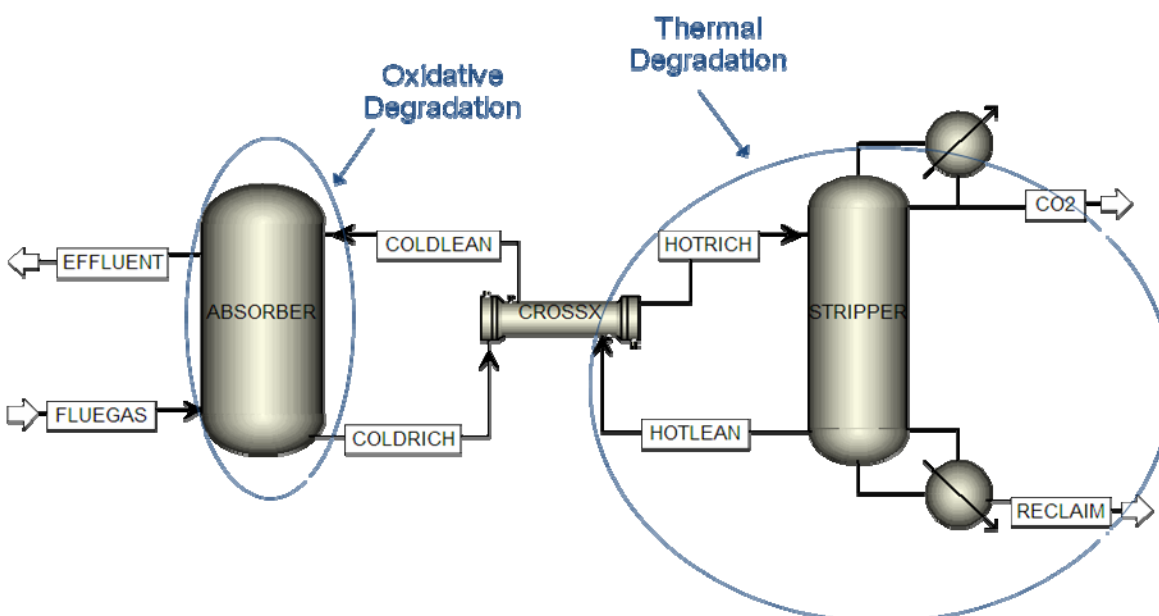 Thermal
Degradation
Oxidative
Degradation
CO2
COLDLEAN
HOTRICH
EFFLUENT
ABSORBER
CROSSX
STRIPPER
FLUEGAS
COLDRICH
HOTLEAN
RECLAIM